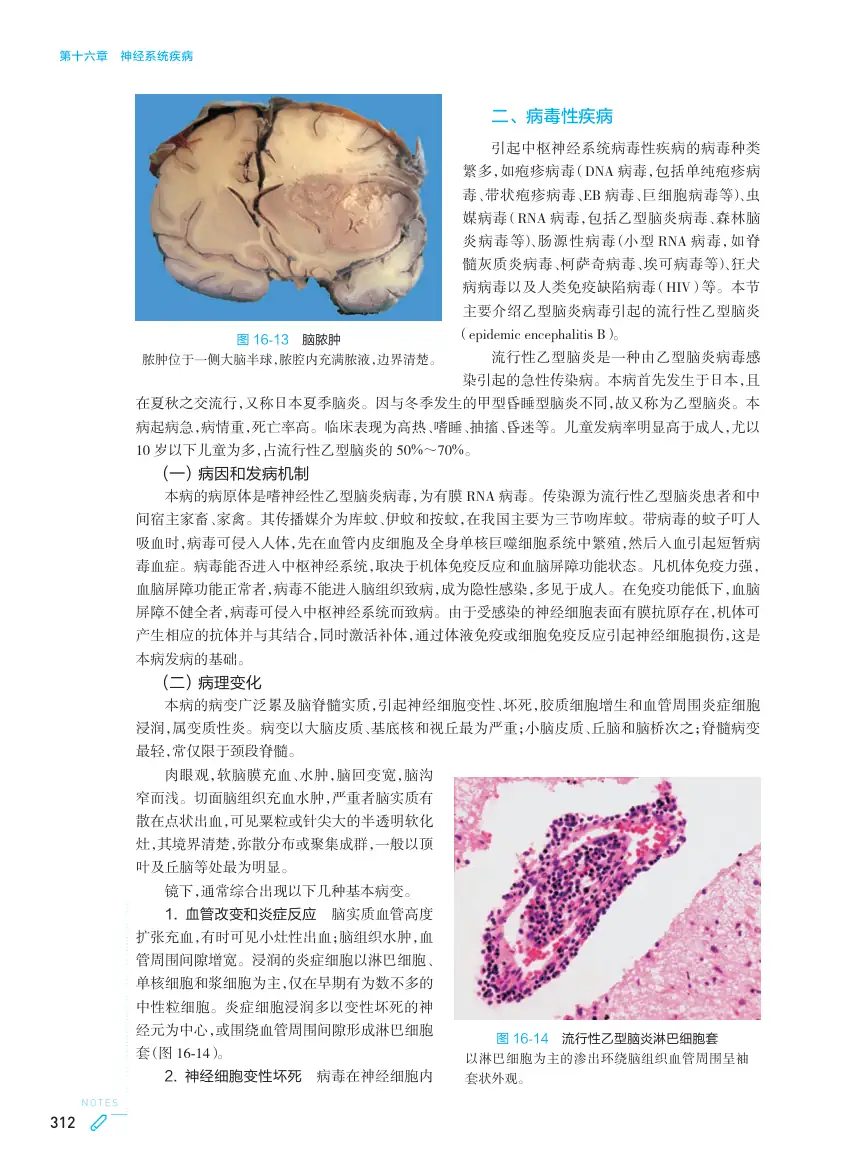 第十六章 神经系统疾病
图 16-13 脑脓肿
脓肿位于一侧大脑半球,脓腔内充满脓液,边界清楚。
二、病毒性疾病
引起中枢神经系统病毒性疾病的病毒种类
繁多,如疱疹病毒(DNA 病毒,包括单纯疱疹病
毒、带状疱疹病毒、EB 病毒、巨细胞病毒等)、虫
媒病毒(RNA 病毒,包括乙型脑炎病毒、森林脑
炎病毒等)、肠源性病毒(小型 RNA 病毒,如脊
髓灰质炎病毒、柯萨奇病毒、埃可病毒等)、狂犬
病病毒以及人类免疫缺陷病毒(HIV)等。本节
主要介绍乙型脑炎病毒引起的流行性乙型脑炎
(epidemic encephalitis B)。
流行性乙型脑炎是一种由乙型脑炎病毒感
染引起的急性传染病。本病首先发生于日本,且
在夏秋之交流行,又称日本夏季脑炎。因与冬季发生的甲型昏睡型脑炎不同,故又称为乙型脑炎。本
病起病急,病情重,死亡率高。临床表现为高热、嗜睡、抽搐、昏迷等。儿童发病率明显高于成人,尤以
10 岁以下儿童为多,占流行性乙型脑炎的 50%～70%。
(一)病因和发病机制
本病的病原体是嗜神经性乙型脑炎病毒,为有膜 RNA 病毒。传染源为流行性乙型脑炎患者和中
间宿主家畜、家禽。其传播媒介为库蚊、伊蚊和按蚊,在我国主要为三节吻库蚊。带病毒的蚊子叮人
吸血时,病毒可侵入人体,先在血管内皮细胞及全身单核巨噬细胞系统中繁殖,然后入血引起短暂病
毒血症。病毒能否进入中枢神经系统,取决于机体免疫反应和血脑屏障功能状态。凡机体免疫力强,
血脑屏障功能正常者,病毒不能进入脑组织致病,成为隐性感染,多见于成人。在免疫功能低下,血脑
屏障不健全者,病毒可侵入中枢神经系统而致病。由于受感染的神经细胞表面有膜抗原存在,机体可
产生相应的抗体并与其结合,同时激活补体,通过体液免疫或细胞免疫反应引起神经细胞损伤,这是
本病发病的基础。
(二)病理变化
本病的病变广泛累及脑脊髓实质,引起神经细胞变性、坏死,胶质细胞增生和血管周围炎症细胞
浸润,属变质性炎。病变以大脑皮质、基底核和视丘最为严重;小脑皮质、丘脑和脑桥次之;脊髓病变
最轻,常仅限于颈段脊髓。
肉眼观,软脑膜充血、水肿,脑回变宽,脑沟
窄而浅。切面脑组织充血水肿,严重者脑实质有
散在点状出血,可见粟粒或针尖大的半透明软化
灶,其境界清楚,弥散分布或聚集成群,一般以顶
叶及丘脑等处最为明显。
镜下,通常综合出现以下几种基本病变。
1. 血管改变和炎症反应 脑实质血管高度
扩张充血,有时可见小灶性出血;脑组织水肿,血
管周围间隙增宽。浸润的炎症细胞以淋巴细胞、
单核细胞和浆细胞为主,仅在早期有为数不多的
中性粒细胞。炎症细胞浸润多以变性坏死的神
经元为中心,或围绕血管周围间隙形成淋巴细胞
套(图 16-14)。
2. 神经细胞变性坏死 病毒在神经细胞内
图 16-14 流行性乙型脑炎淋巴细胞套
以淋巴细胞为主的渗出环绕脑组织血管周围呈袖
套状外观。
NOTES
312